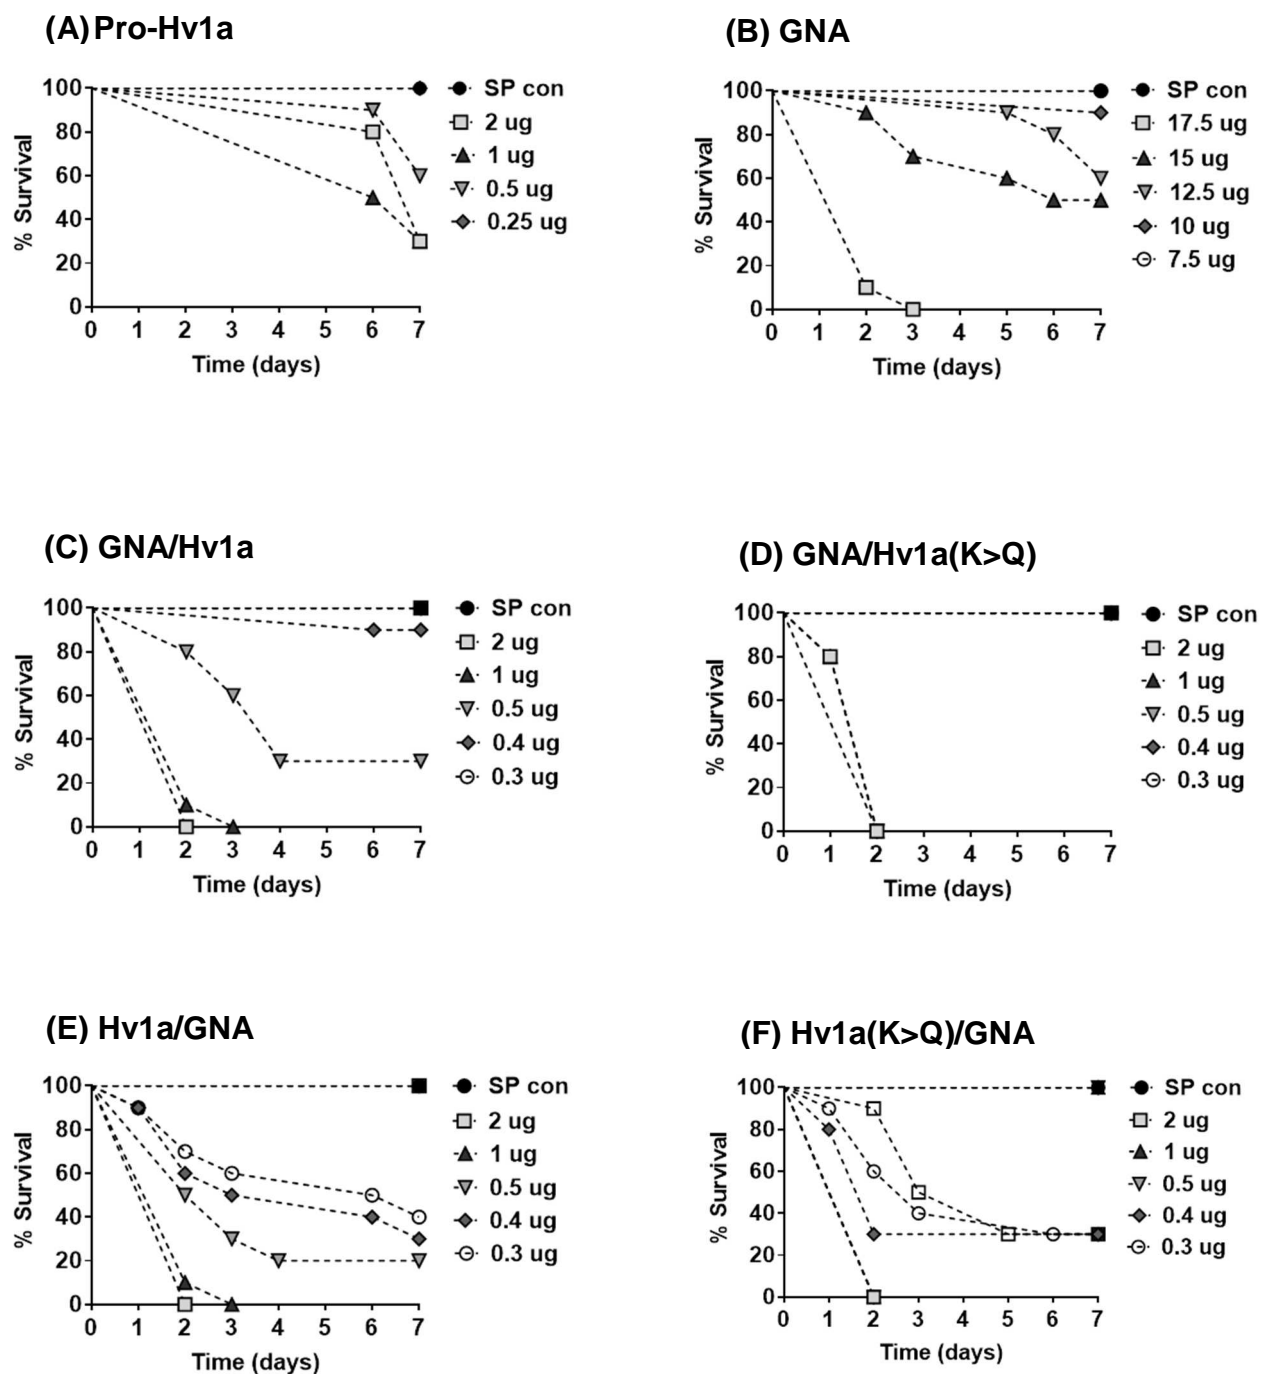 (A) Pro-Hv1a
100
80
60
40
20
0
% Survival
0 1 2 3 4 5 6 7
Time (days)
SP con
2 ug
1 ug
0.5 ug
0.25 ug
(B) GNA
100
80
60
40
20
0
% Survival
0 1 2 3 4 5 6 7
Time (days)
SP con
17.5 ug
15 ug
12.5 ug
10 ug
7.5 ug
(C) GNA/Hv1a
100
80
60
40
20
0
% Survival
0 1 2 3 4 5 6 7
Time (days)
SP con
2 ug
1 ug
0.5 ug
0.4 ug
0.3 ug
(D) GNA/Hv1a(K>Q)
100
80
60
40
20
0
% Survival
0 1 2 3 4 5 6 7
Time (days)
SP con
2 ug
1 ug
0.5 ug
0.4 ug
0.3 ug
(E) Hv1a/GNA
100
80
60
40
20
0
% Survival
0 1 2 3 4 5 6 7
Time (days)
SP con
2 ug
1 ug
0.5 ug
0.4 ug
0.3 ug
(F) Hv1a(K>Q)/GNA
100
80
60
40
20
0
% Survival
0 1 2 3 4 5 6 7
Time (days)
SP con
2 ug
1 ug
0.5 ug
0.4 ug
0.3 ug